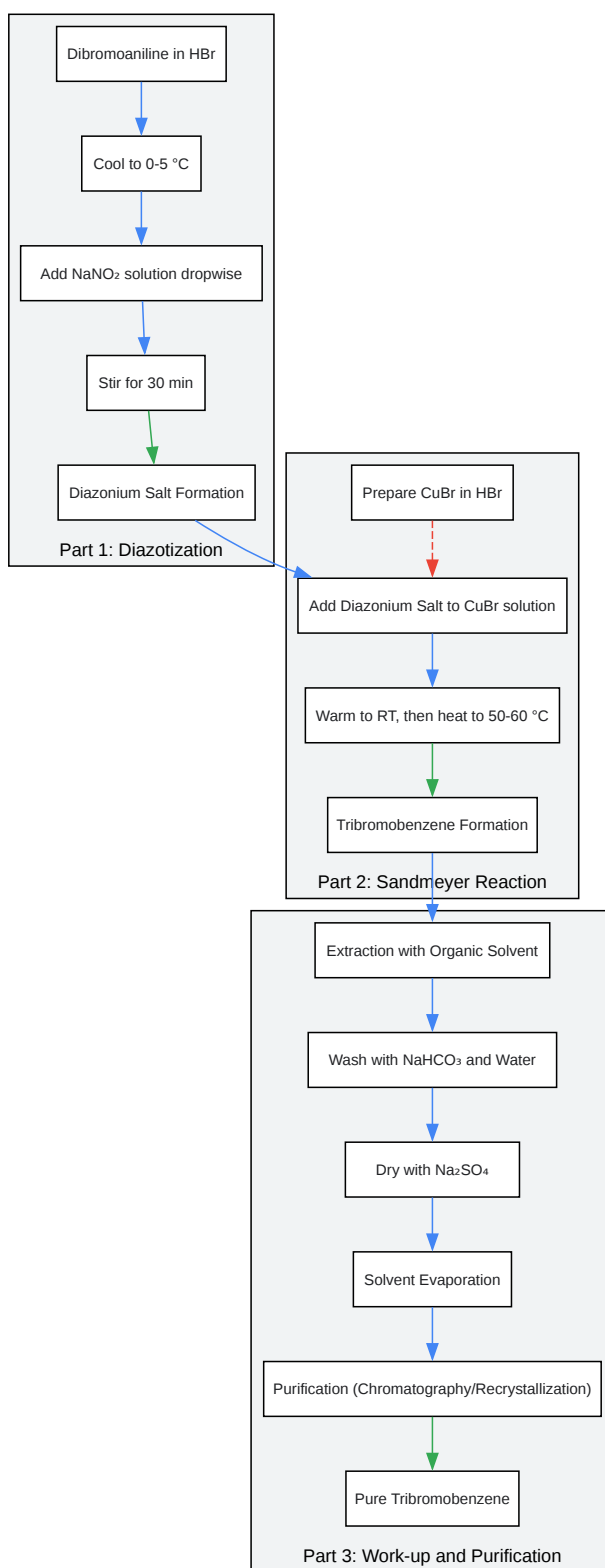 Dibromoaniline in HBr
Cool to 0-5 °C
Add NaNO₂ solution dropwise
Stir for 30 min
Diazonium Salt Formation
Part 1: Diazotization
Prepare CuBr in HBr
Add Diazonium Salt to CuBr solution
Warm to RT, then heat to 50-60 °C
Tribromobenzene Formation
Part 2: Sandmeyer Reaction
Extraction with Organic Solvent
Wash with NaHCO₃ and Water
Dry with Na₂SO₄
Solvent Evaporation
Purification (Chromatography/Recrystallization)
Pure Tribromobenzene
Part 3: Work-up and Purification